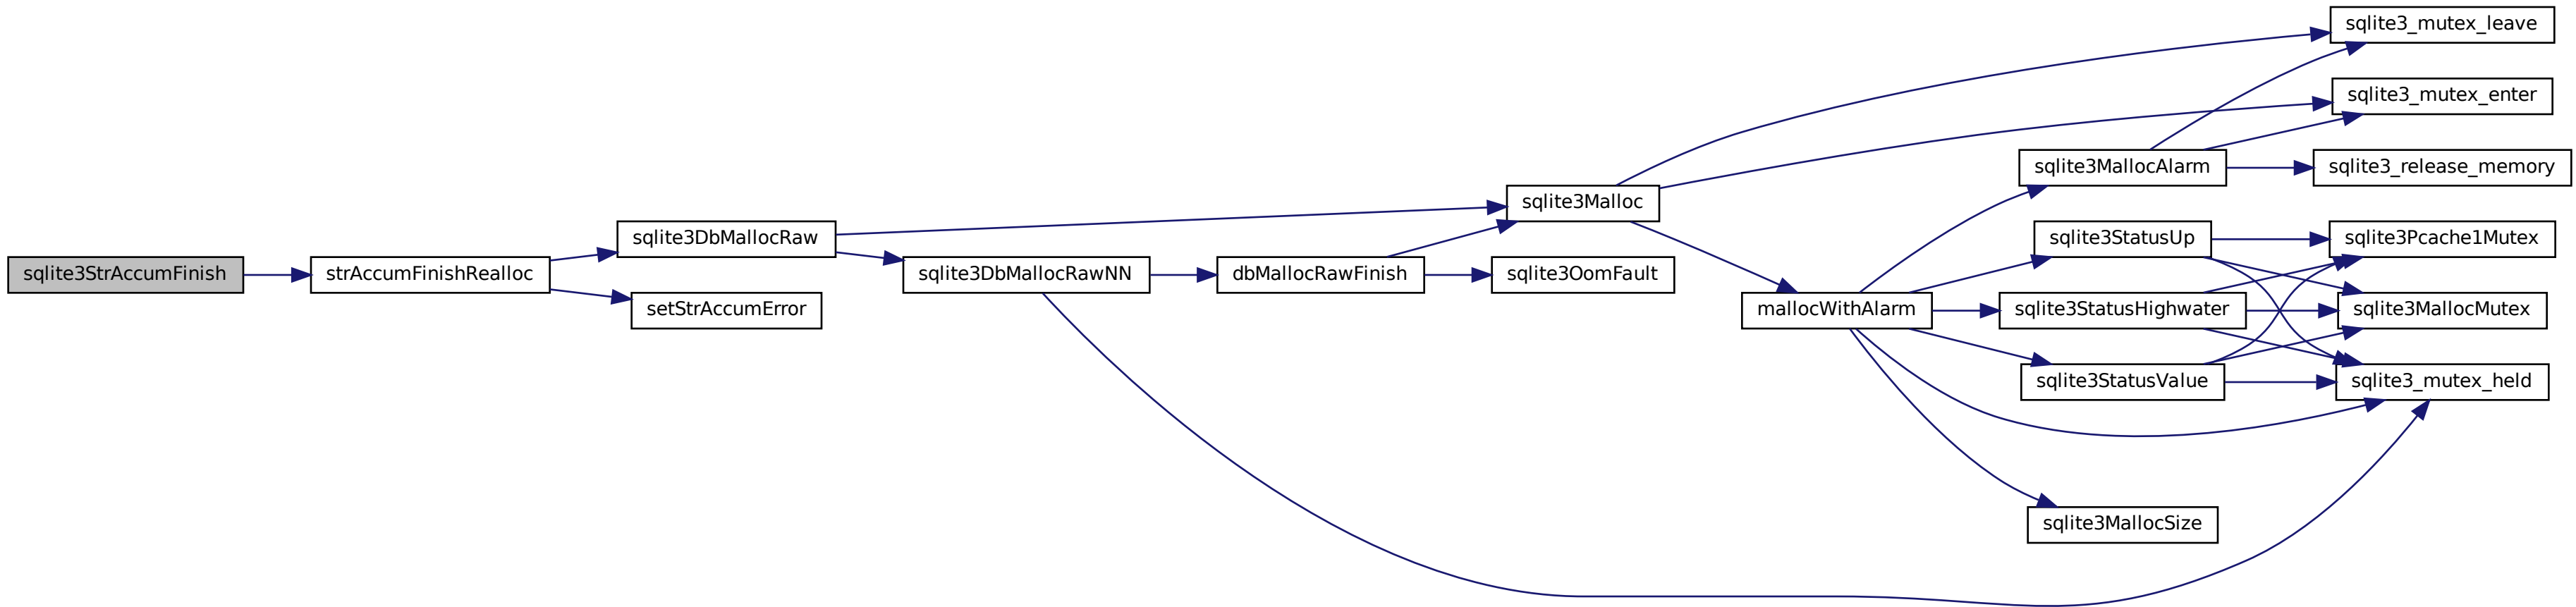 sqlite3StrAccumFinish
strAccumFinishRealloc
sqlite3DbMallocRaw
setStrAccumError
sqlite3DbMallocRawNN
dbMallocRawFinish
sqlite3Malloc
sqlite3OomFault
mallocWithAlarm
sqlite3MallocAlarm
sqlite3StatusUp
sqlite3StatusHighwater
sqlite3StatusValue
sqlite3MallocSize
sqlite3_mutex_leave
sqlite3_mutex_enter
sqlite3_release_memory
sqlite3Pcache1Mutex
sqlite3MallocMutex
sqlite3_mutex_held